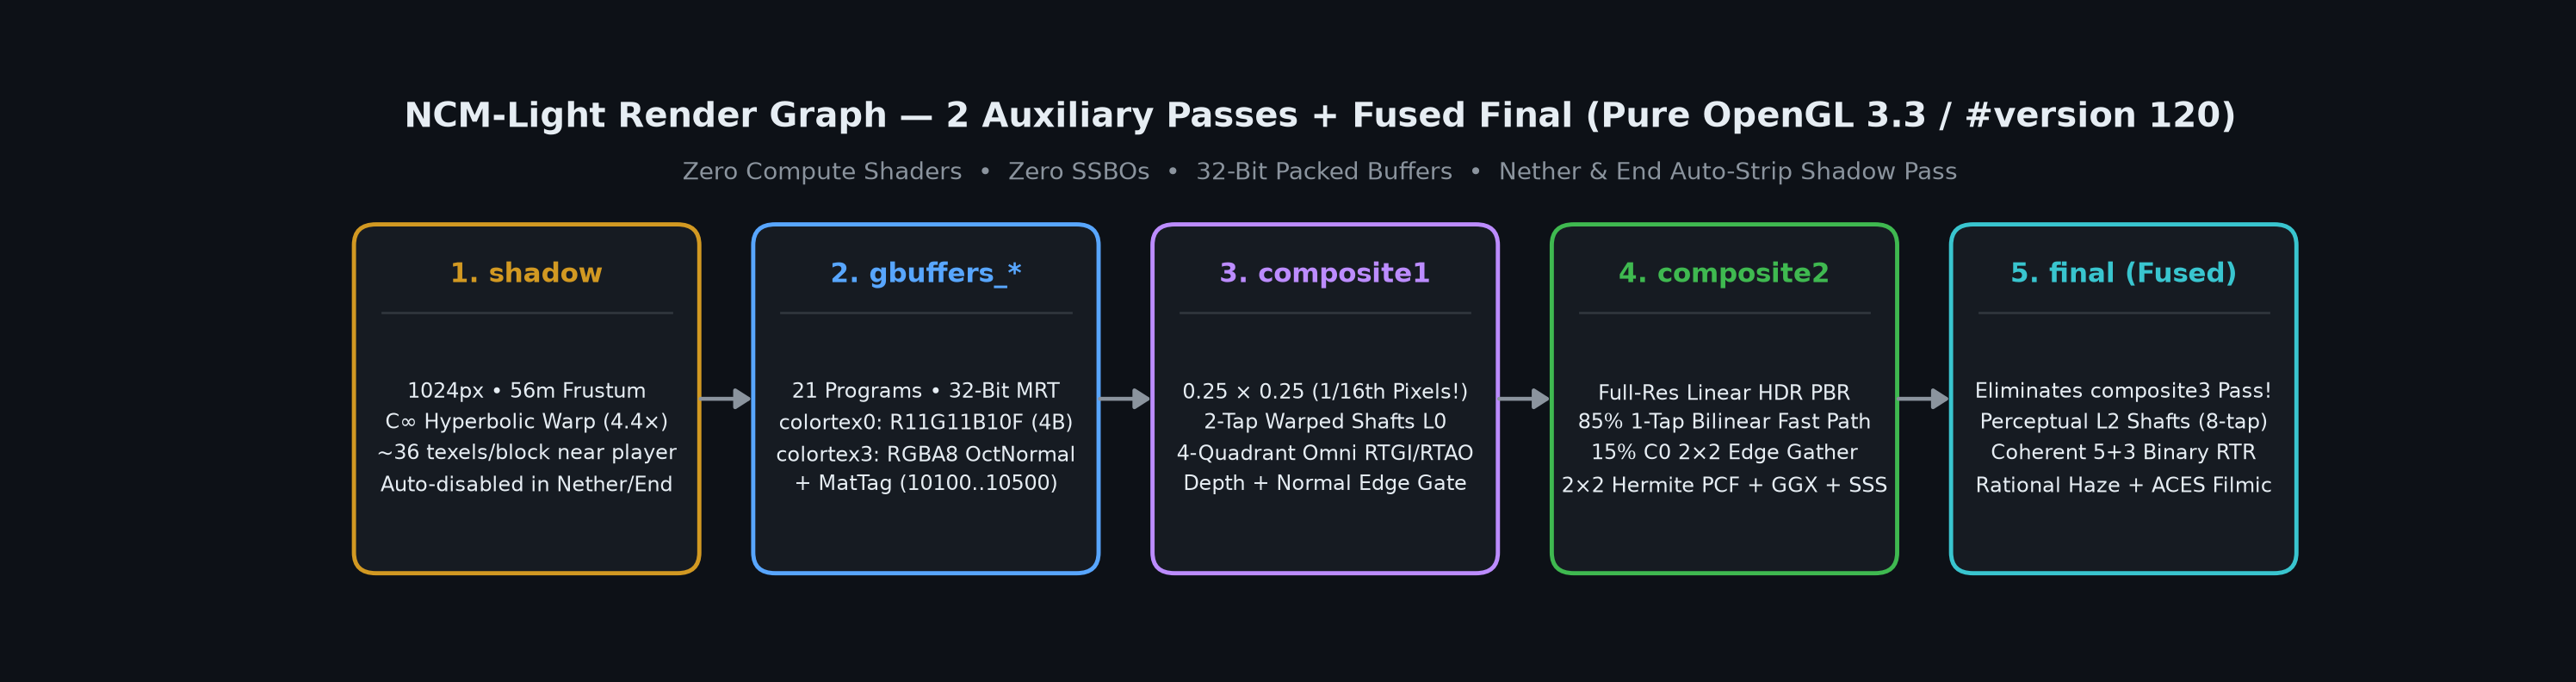 NCM-Light Render Graph — 2 Auxiliary Passes + Fused Final (Pure OpenGL 3.3 / #version 120)
Zero Compute Shaders • Zero SSBOs • 32-Bit Packed Buffers • Nether & End Auto-Strip Shadow Pass
1. shadow
1024px • 56m Frustum
C∞ Hyperbolic Warp (4.4×)
~36 texels/block near player
Auto-disabled in Nether/End
2. gbuffers_*
21 Programs • 32-Bit MRT
colortex0: R11G11B10F (4B)
colortex3: RGBA8 OctNormal
+ MatTag (10100..10500)
3. composite1
0.25 × 0.25 (1/16th Pixels!)
2-Tap Warped Shafts L0
4-Quadrant Omni RTGI/RTAO
Depth + Normal Edge Gate
4. composite2
Full-Res Linear HDR PBR
85% 1-Tap Bilinear Fast Path
15% C0 2×2 Edge Gather
2×2 Hermite PCF + GGX + SSS
5. final (Fused)
Eliminates composite3 Pass!
Perceptual L2 Shafts (8-tap)
Coherent 5+3 Binary RTR
Rational Haze + ACES Filmic